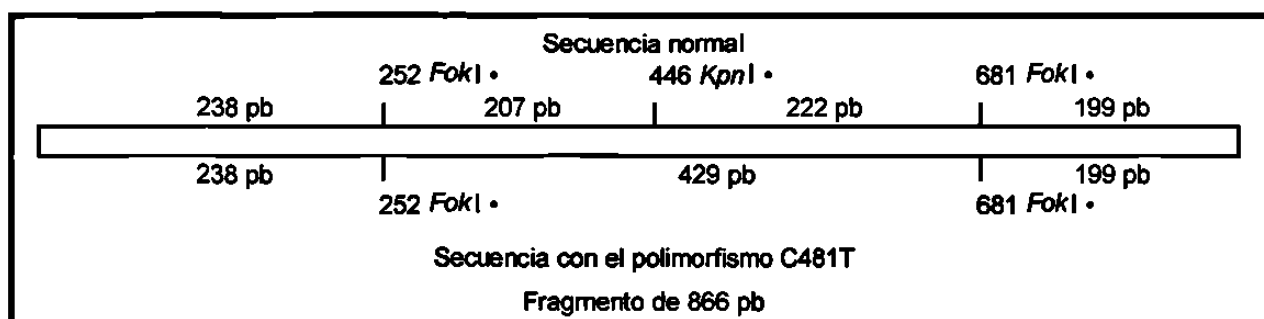 Secuencia normal
252 FokI • 446 KpnI • 681 FokI •
238 pb 207 pb 222 pb 199 pb
238 pb 429 pb 199 pb
252 FokI • 681 FokI •
Secuencia con el polimorfismo C481T
Fragmento de 866 pb